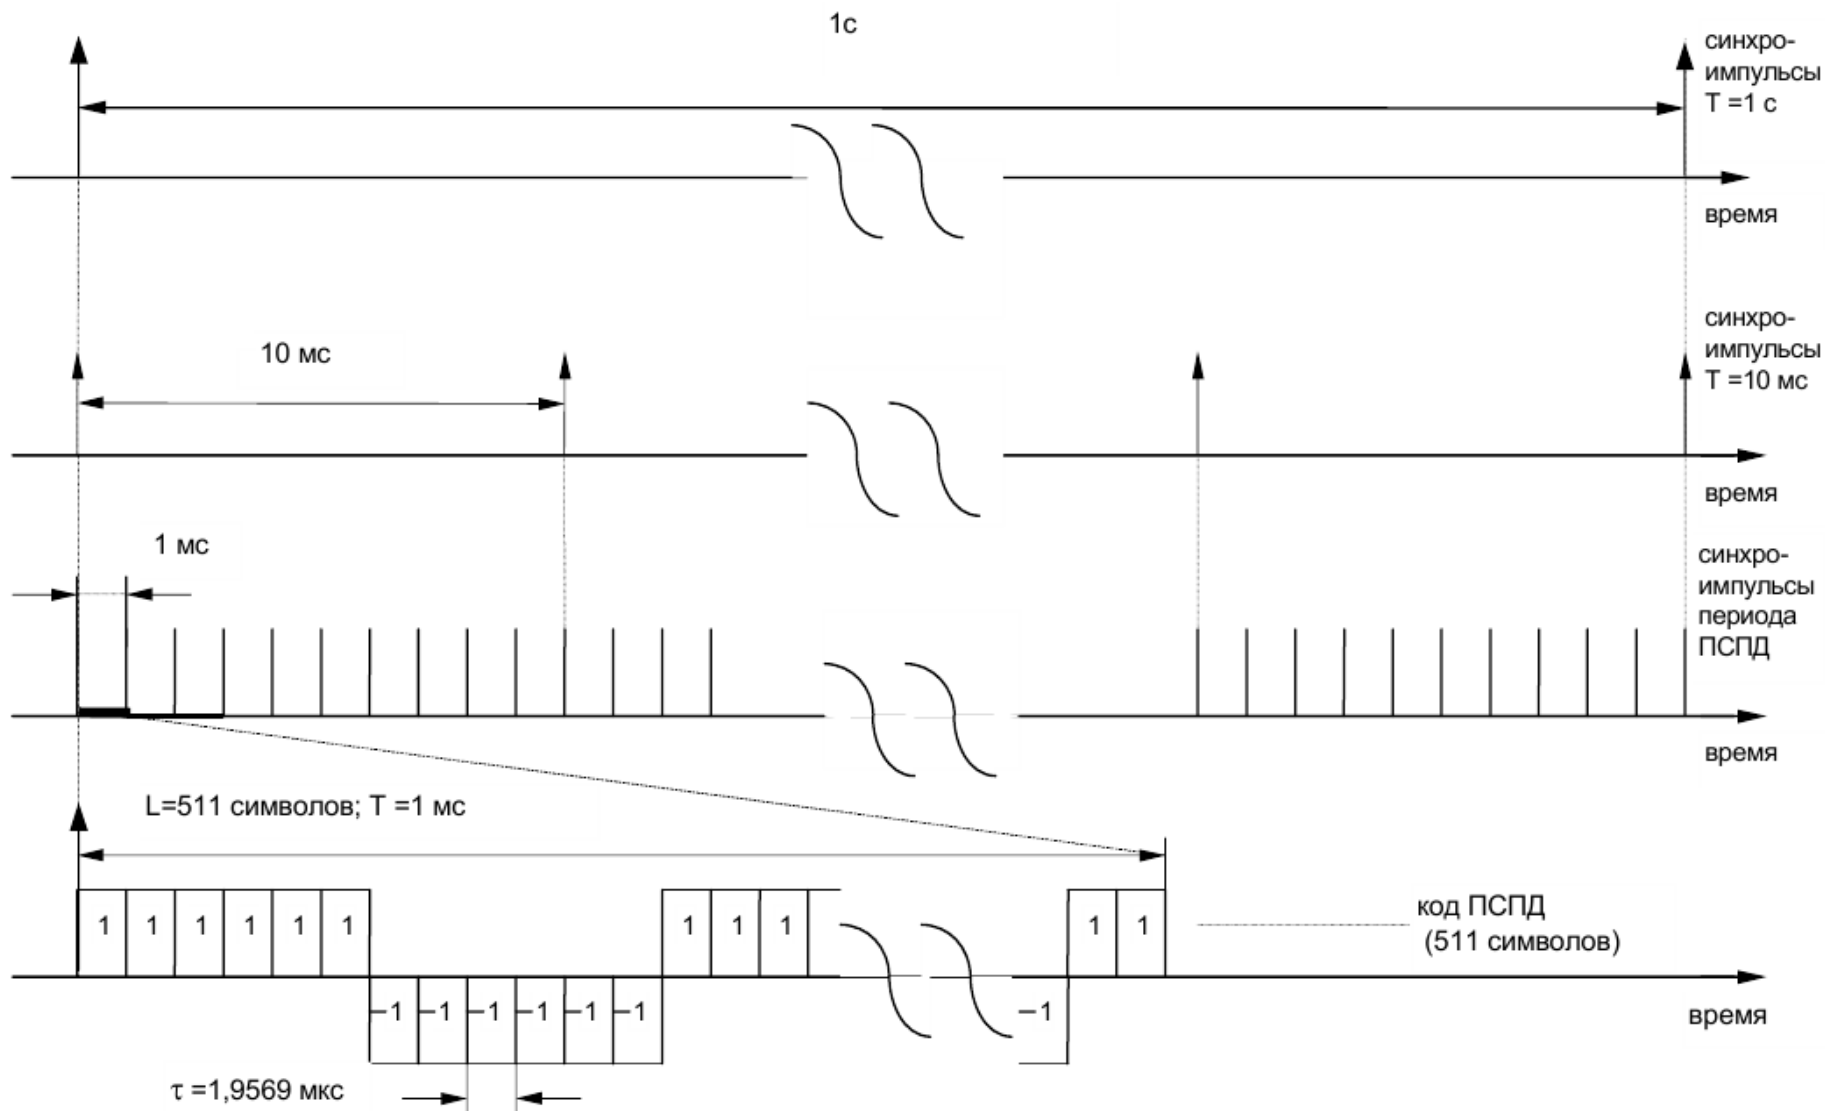 1с
синхро-
импульсы
T =1 с
время
10 мс
синхро-
импульсы
T =10 мс
время
1 мс
синхро-
импульсы
периода
ПСПД
время
L=511 символов; T =1 мс
1 1 1 1 1 1 1 1 1 1 1
код ПСПД
(511 символов)
–1 –1 –1 –1 –1 –1 –1
время
τ =1,9569 мкс